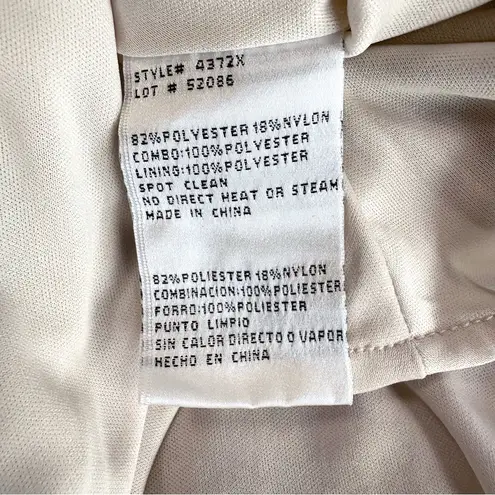 STYLE# 4372X
LOT # 52086
82%POLYESTER 18%NVLON
COMBO:100%POLYESTER
LINING:100%POLYESTER
SPOT CLEAN
NO DIRECT HEAT OR STEAM
MADE IN CHINA
82%POLIESTER 18%NVLON
COMBINACION:100%POLIESTER
FORRO:100%POLIESTER
PUNTO LIMPIO
SIN CALOR DIRECTO O VAPOR
HECHO EN CHINA